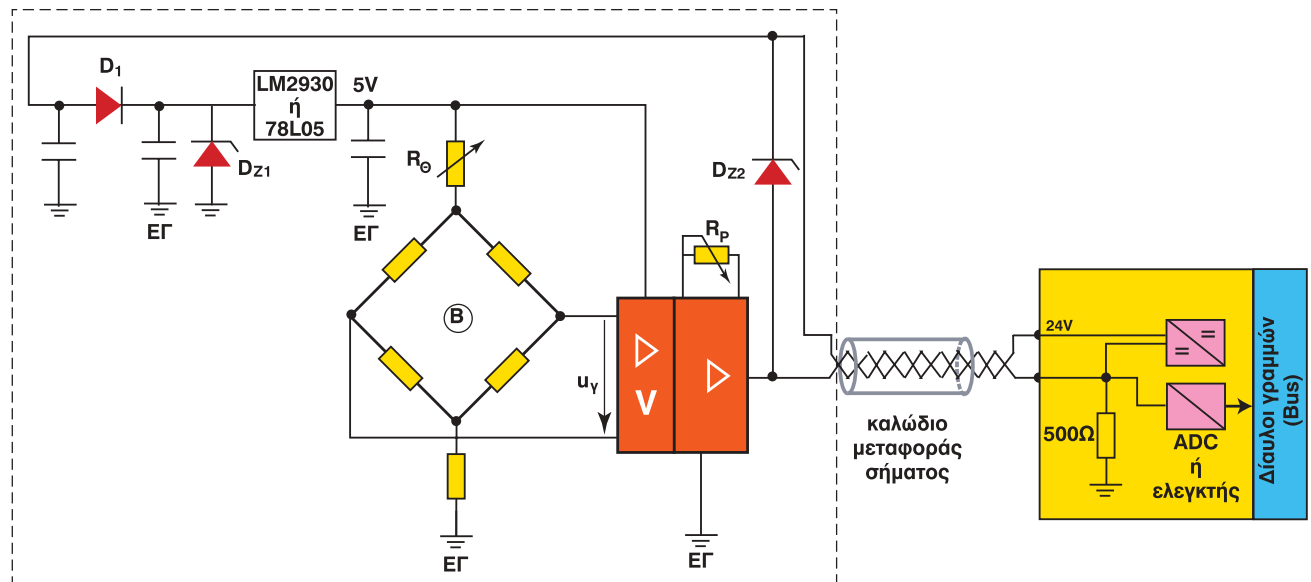 D1
LM2930
ή
78L05
5V
DZ1
ΕΓ
ΕΓ
RΘ
DZ2
RP
B
uγ
V
ΕΓ
ΕΓ
καλώδιο
μεταφοράς
σήματος
24V
=
=
500Ω
ADC
ή
ελεγκτής
Δίαυλοι γραμμών
(Bus)